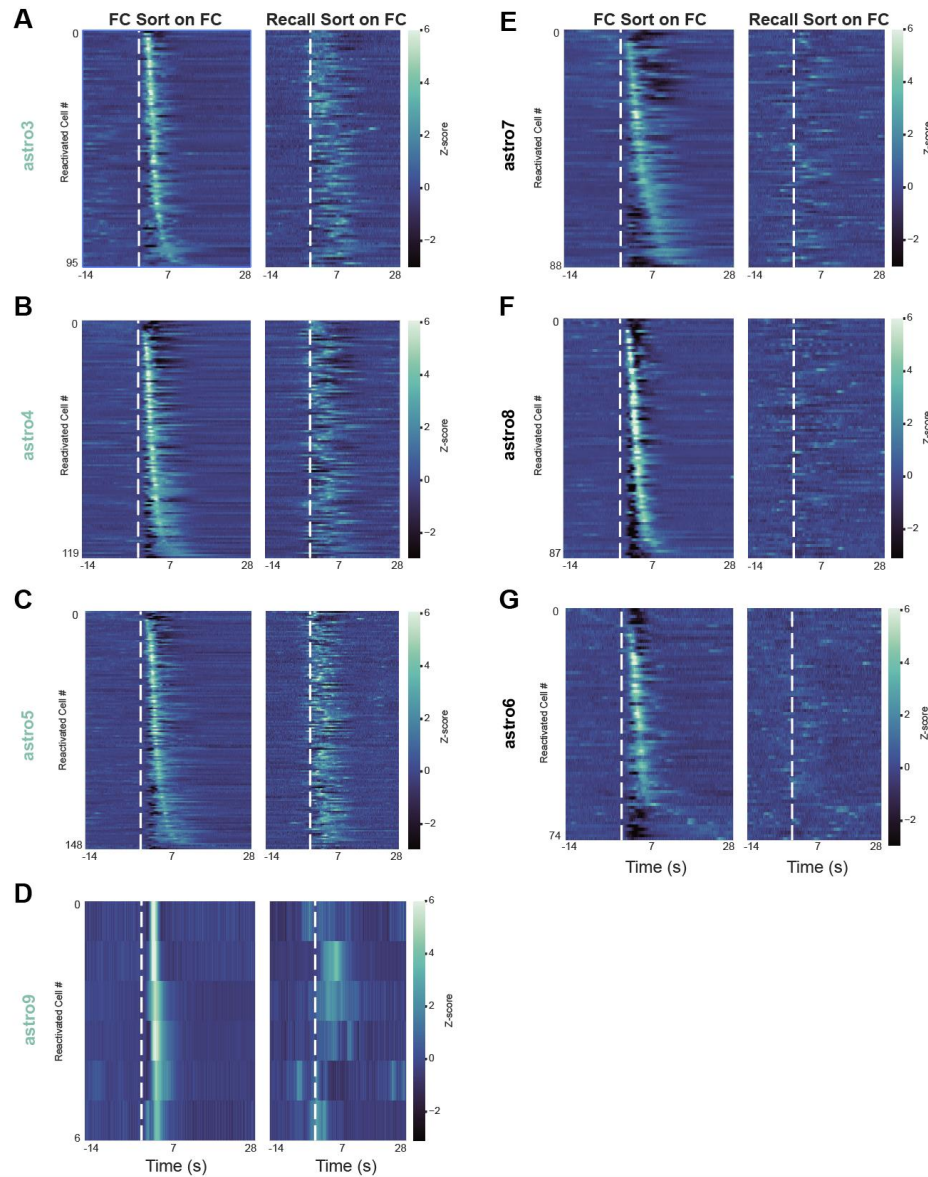 A
FC Sort on FC
Recall Sort on FC
astro3
Reactivated Cell #
0
95
-14
7
28
7
28
6
4
2
0
−2
Z-score
B
astro4
Reactivated Cell #
0
119
-14
7
28
-14
7
28
6
4
2
0
−2
Z-score
C
astro5
Reactivated Cell #
0
148
-14
7
28
-14
7
28
6
4
2
0
−2
Z-score
D
astro9
Reactivated Cell #
0
6
-14
7
28
-14
7
28
Time (s)
Time (s)
6
4
2
0
−2
Z-score
E
FC Sort on FC
Recall Sort on FC
astro7
Reactivated Cell #
0
88
-14
7
28
-14
7
28
6
4
2
0
−2
Z-score
F
astro8
Reactivated Cell #
0
87
-14
7
28
-14
7
28
6
4
2
0
−2
Z-score
G
astro6
Reactivated Cell #
0
74
-14
7
28
-14
7
28
Time (s)
Time (s)
6
4
2
0
−2
Z-score